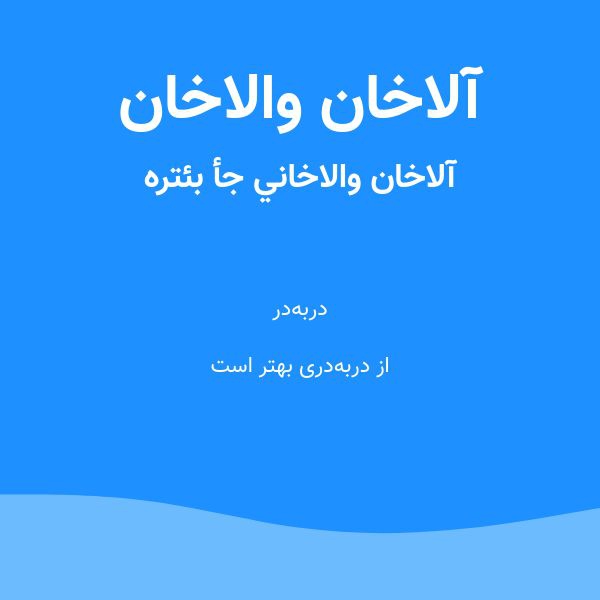 آلاخان والاخان
آلاخان والاخاني جأ بئتره
دربه‌در
از دربه‌دری بهتر است